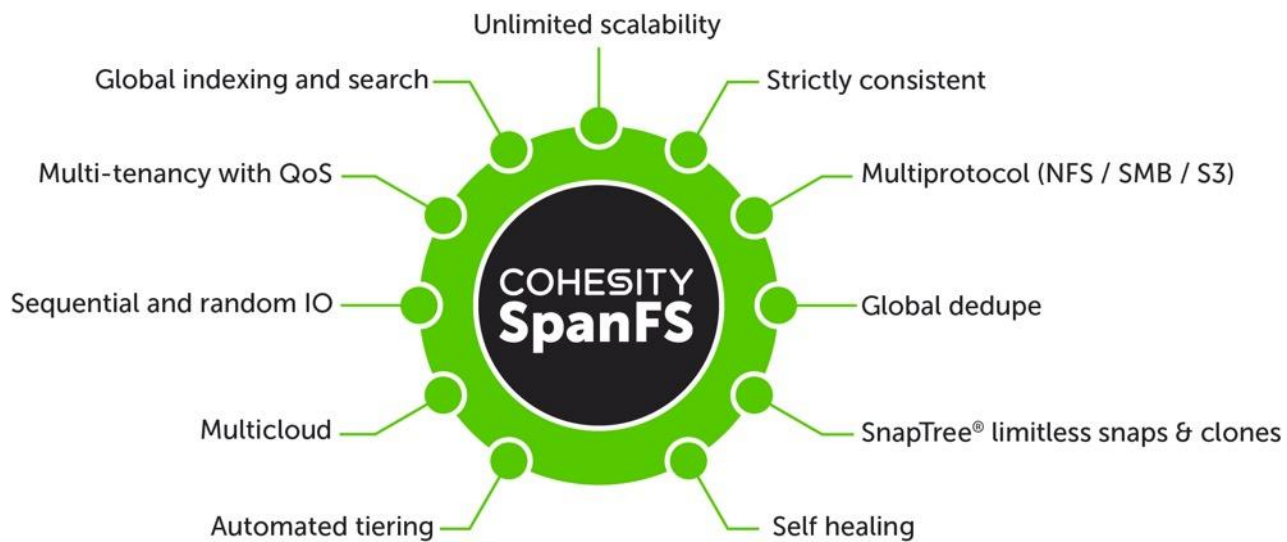 Unlimited scalability
Global indexing and search
Strictly consistent
Multi-tenancy with QoS
Multiprotocol (NFS / SMB / S3)
COHESITY
SpanFS
Sequential and random IO
Global dedupe
Multicloud
SnapTree® limitless snaps & clones
Automated tiering
Self healing